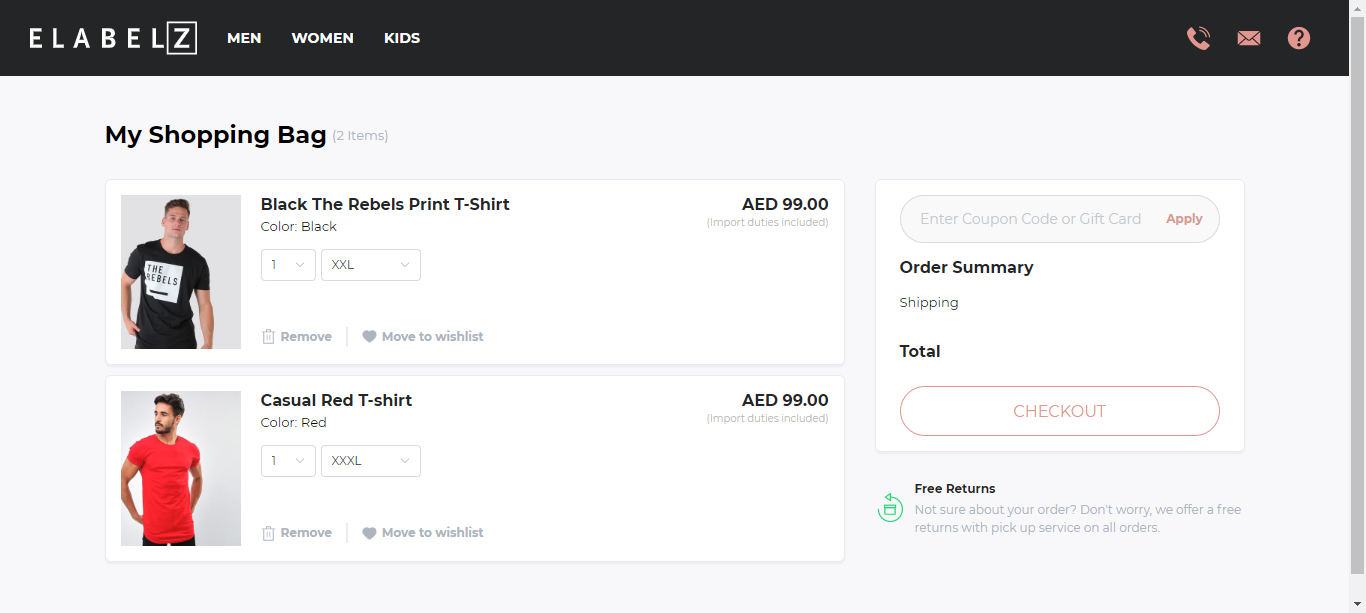 ELABELZ MEN WOMEN KIDS
My Shopping Bag (2 Items)
Black The Rebels Print T-Shirt AED 99.00
Color: Black (Import duties included)
1 XXL
THE
REBELS
Remove Move to wishlist
Casual Red T-shirt AED 99.00
Color: Red (Import duties included)
1 XXXL
Remove Move to wishlist
Enter Coupon Code or Gift Card Apply
Order Summary
Shipping
Total
CHECKOUT
Free Returns
Not sure about your order? Don't worry, we offer a free
returns with pick up service on all orders.